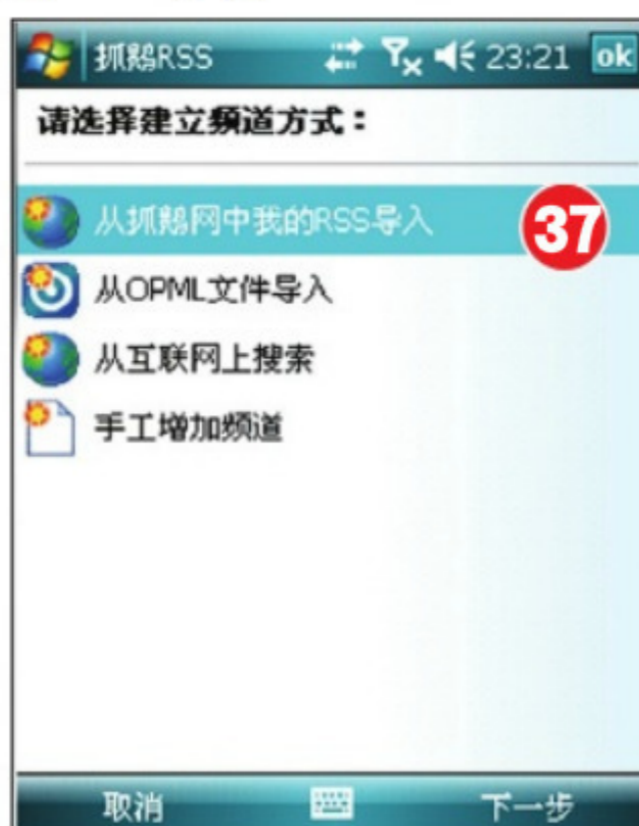 抓鷄RSS 23:21 ok
请选择建立频道方式：
从抓鷄网中我的RSS导入
37
从OPML文件导入
从互联网上搜索
手工增加频道
取消 下一步